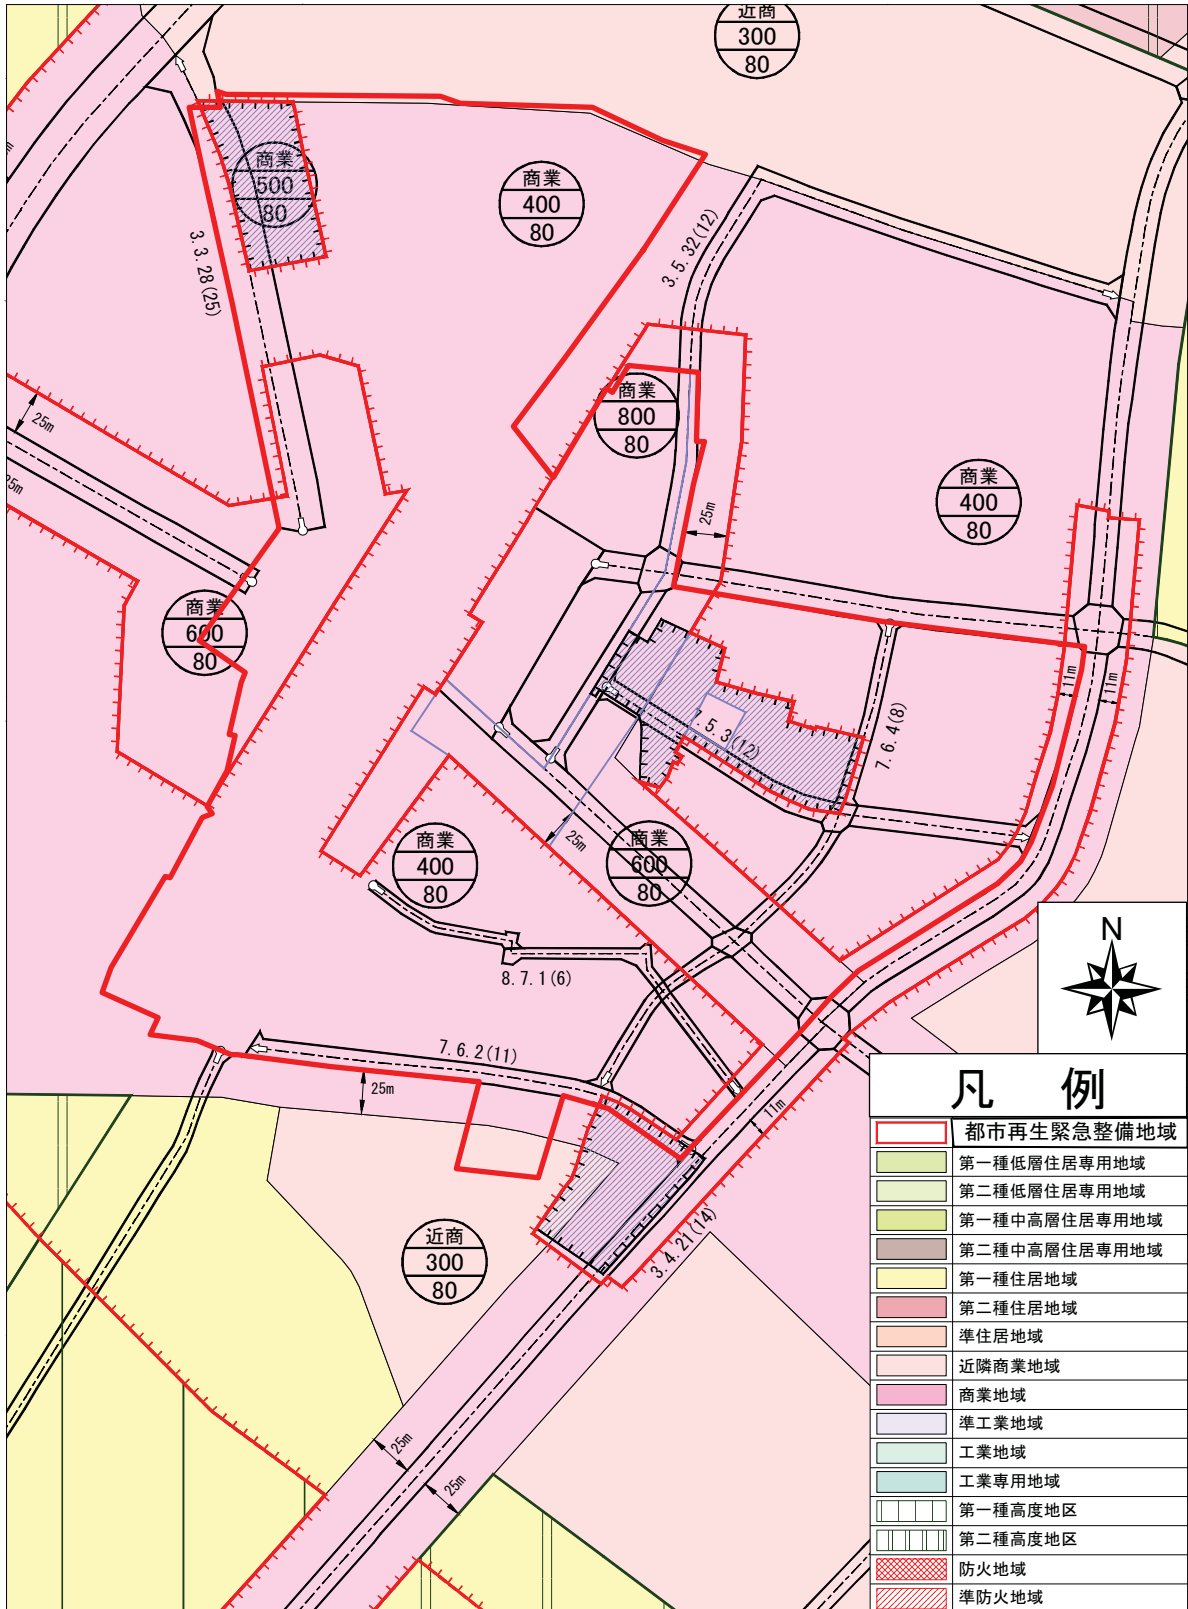 近商
300
80
商業
500
80
商業
400
80
3.3.28(25)
3.5.32(12)
25m
25m
商業
800
80
25m
商業
400
80
商業
600
80
11m
11m
7.5.3(12)
7.6.4(8)
25m
商業
400
80
商業
600
80
8.7.1(6)
7.6.2(11)
25m
11m
近商
300
80
3.4.21(14)
25m
25m
N
凡 例
都市再生緊急整備地域
第一種低層住居専用地域
第二種低層住居専用地域
第一種中高層住居専用地域
第二種中高層住居専用地域
第一種住居地域
第二種住居地域
準住居地域
近隣商業地域
商業地域
準工業地域
工業地域
工業専用地域
第一種高度地区
第二種高度地区
防火地域
準防火地域